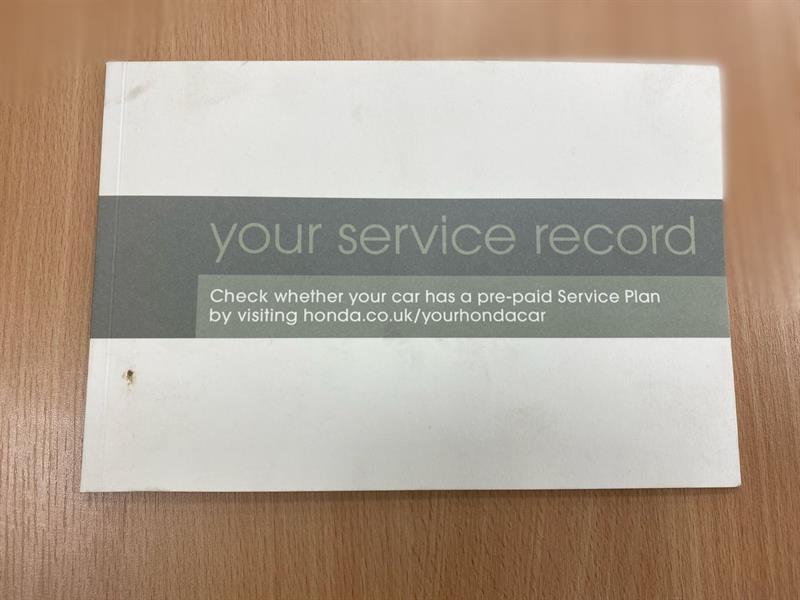 your service record
Check whether your car has a pre-paid Service Plan
by visiting honda.co.uk/yourhondacar